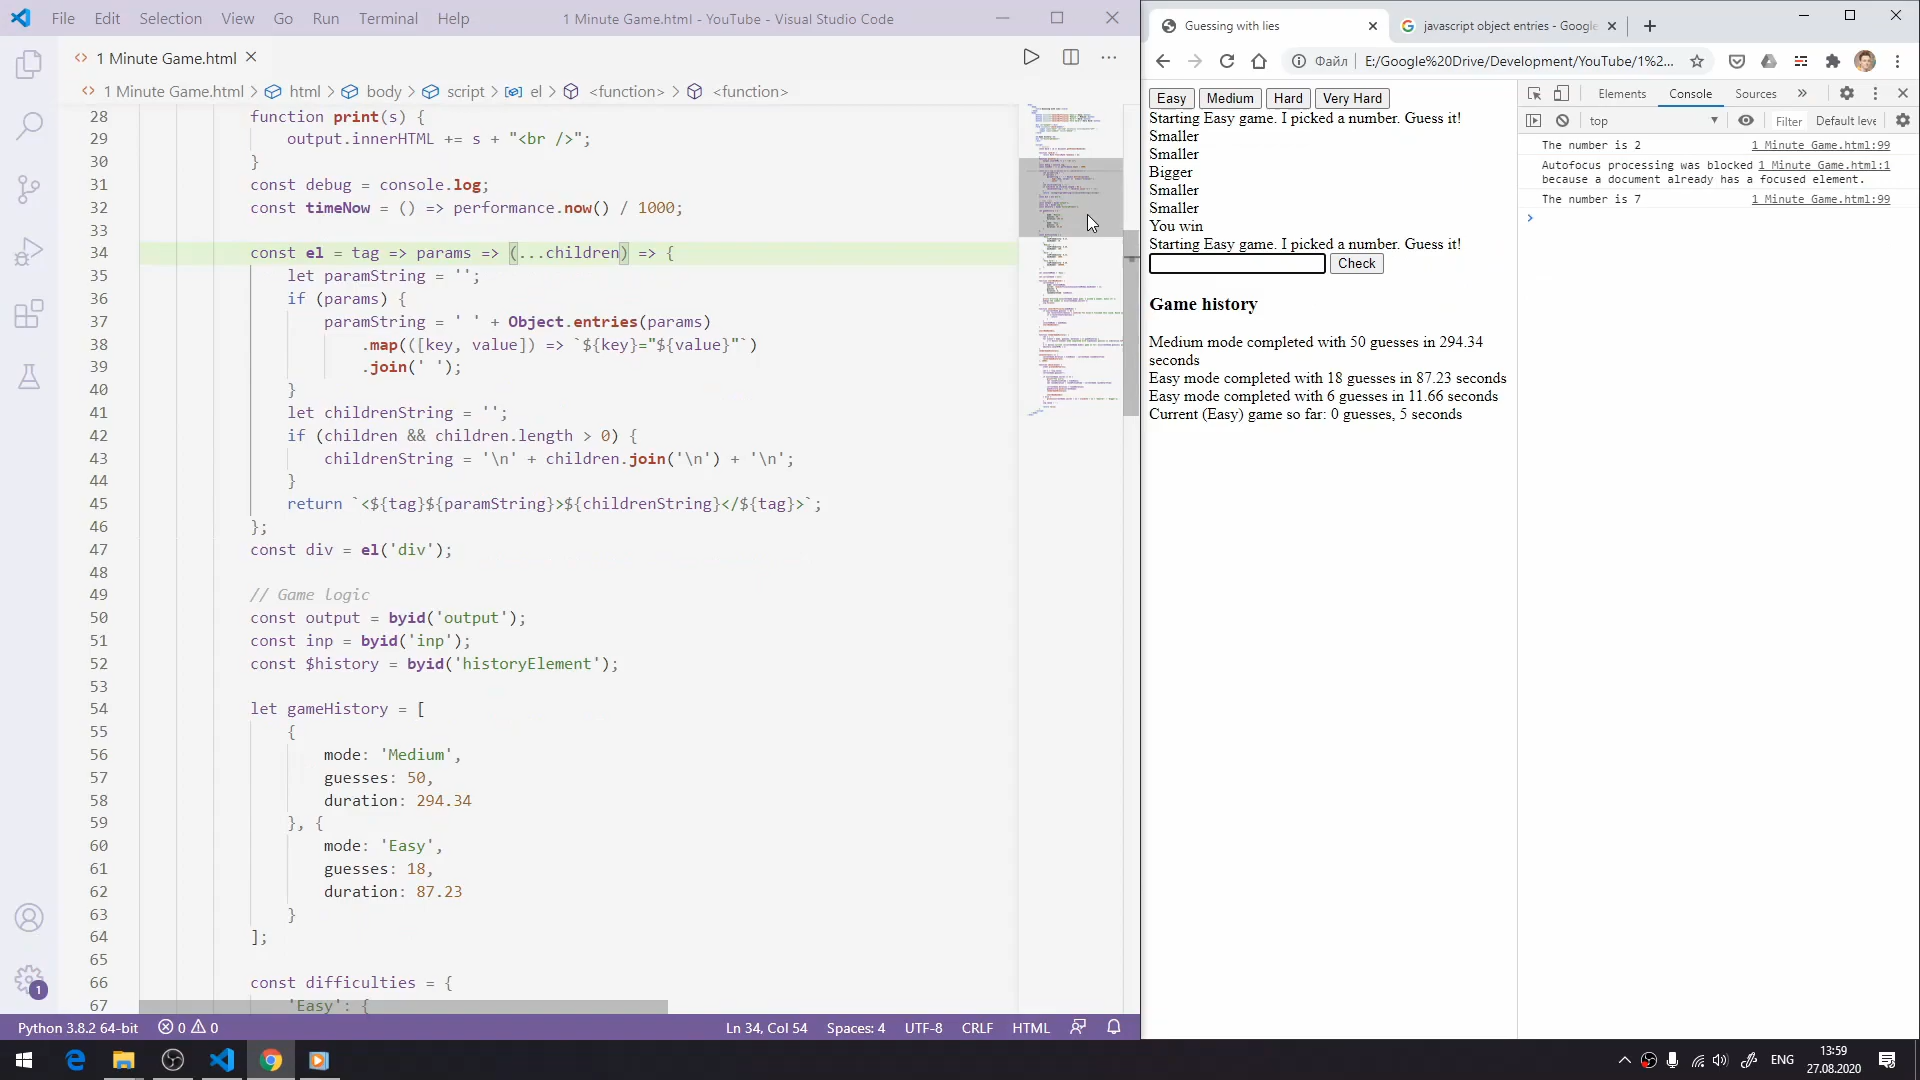 File Edit Selection View Go Run Terminal Help 1 Minute Game.html - YouTube - Visual Studio Code
1 Minute Game.html
1 Minute Game.html > html > body > script > el > <function> > <function>
28 function print(s) {
29 output.innerHTML += s + "<br />";
30 }
31 const debug = console.log;
32 const timeNow = () => performance.now() / 1000;
33
34 const el = tag => params => (...children) => {
35 let paramString = '';
36 if (params) {
37 paramString = ' ' + Object.entries(params)
38 .map(([key, value]) => `${key}="${value}"`)
39 .join(' ');
40 }
41 let childrenString = '';
42 if (children && children.length > 0) {
43 childrenString = '\n' + children.join('\n') + '\n';
44 }
45 return `<${tag}${paramString}>${childrenString}</${tag}>`;
46 };
47 const div = el('div');
48
49 // Game logic
50 const output = byid('output');
51 const inp = byid('inp');
52 const $history = byid('historyElement');
53
54 let gameHistory = [
55 {
56 mode: 'Medium',
57 guesses: 50,
58 duration: 294.34
59 }, {
60 mode: 'Easy',
61 guesses: 18,
62 duration: 87.23
63 }
64 ];
65
66 const difficulties = {
67 'Easy': {
Python 3.8.2 64-bit 0 0 Ln 34, Col 54 Spaces: 4 UTF-8 CRLF HTML
1
Guessing with lies
javascript object entries - Google
Файл E:/Google%20Drive/Development/YouTube/1%2...
Easy Medium Hard Very Hard
Starting Easy game. I picked a number. Guess it!
Smaller
Smaller
Bigger
Smaller
Smaller
You win
Starting Easy game. I picked a number. Guess it!
Check
Game history
Medium mode completed with 50 guesses in 294.34
seconds
Easy mode completed with 18 guesses in 87.23 seconds
Easy mode completed with 6 guesses in 11.66 seconds
Current (Easy) game so far: 0 guesses, 5 seconds
Elements Console Sources
top Filter Default leve
The number is 2 1 Minute Game.html:99
Autofocus processing was blocked 1 Minute Game.html:1
because a document already has a focused element.
The number is 7 1 Minute Game.html:99
ENG
13:59
27.08.2020